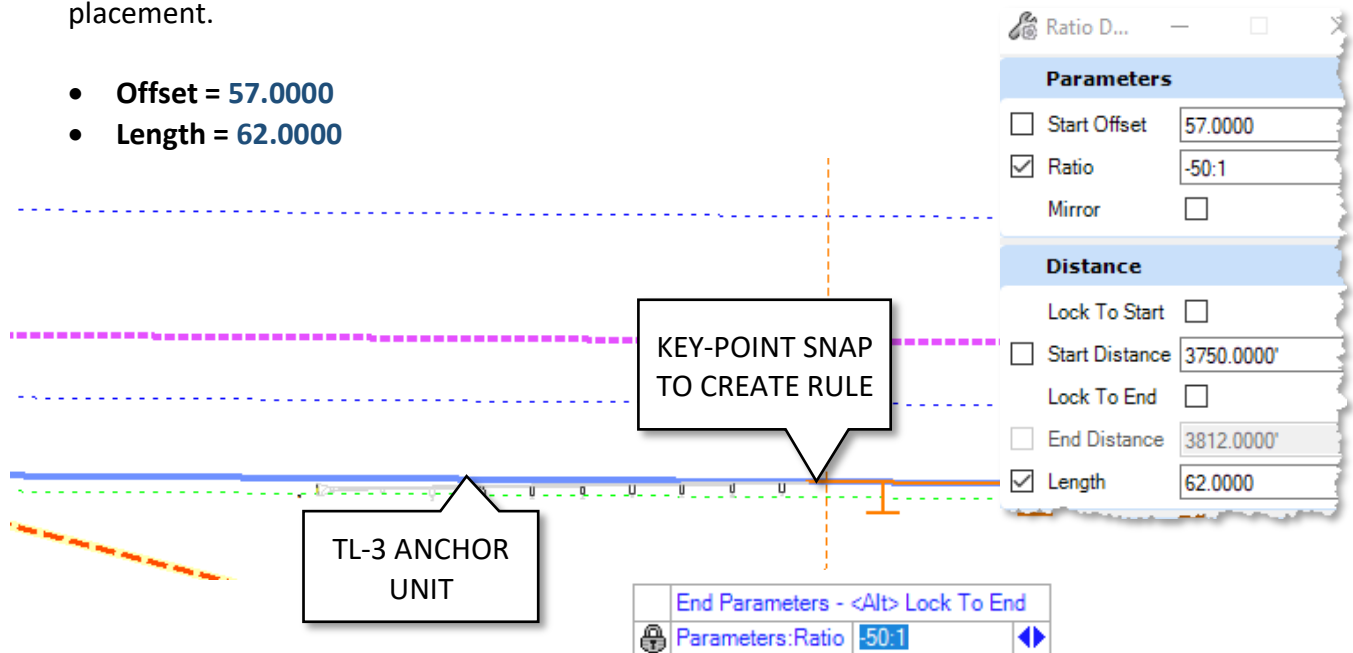 placement.
• Offset = 57.0000
• Length = 62.0000
Ratio D...
Parameters
Start Offset 57.0000
Ratio -50:1
Mirror
Distance
Lock To Start
Start Distance 3750.0000'
Lock To End
End Distance 3812.0000'
Length 62.0000
KEY-POINT SNAP
TO CREATE RULE
TL-3 ANCHOR
UNIT
End Parameters - <Alt> Lock To End
Parameters:Ratio -50:1